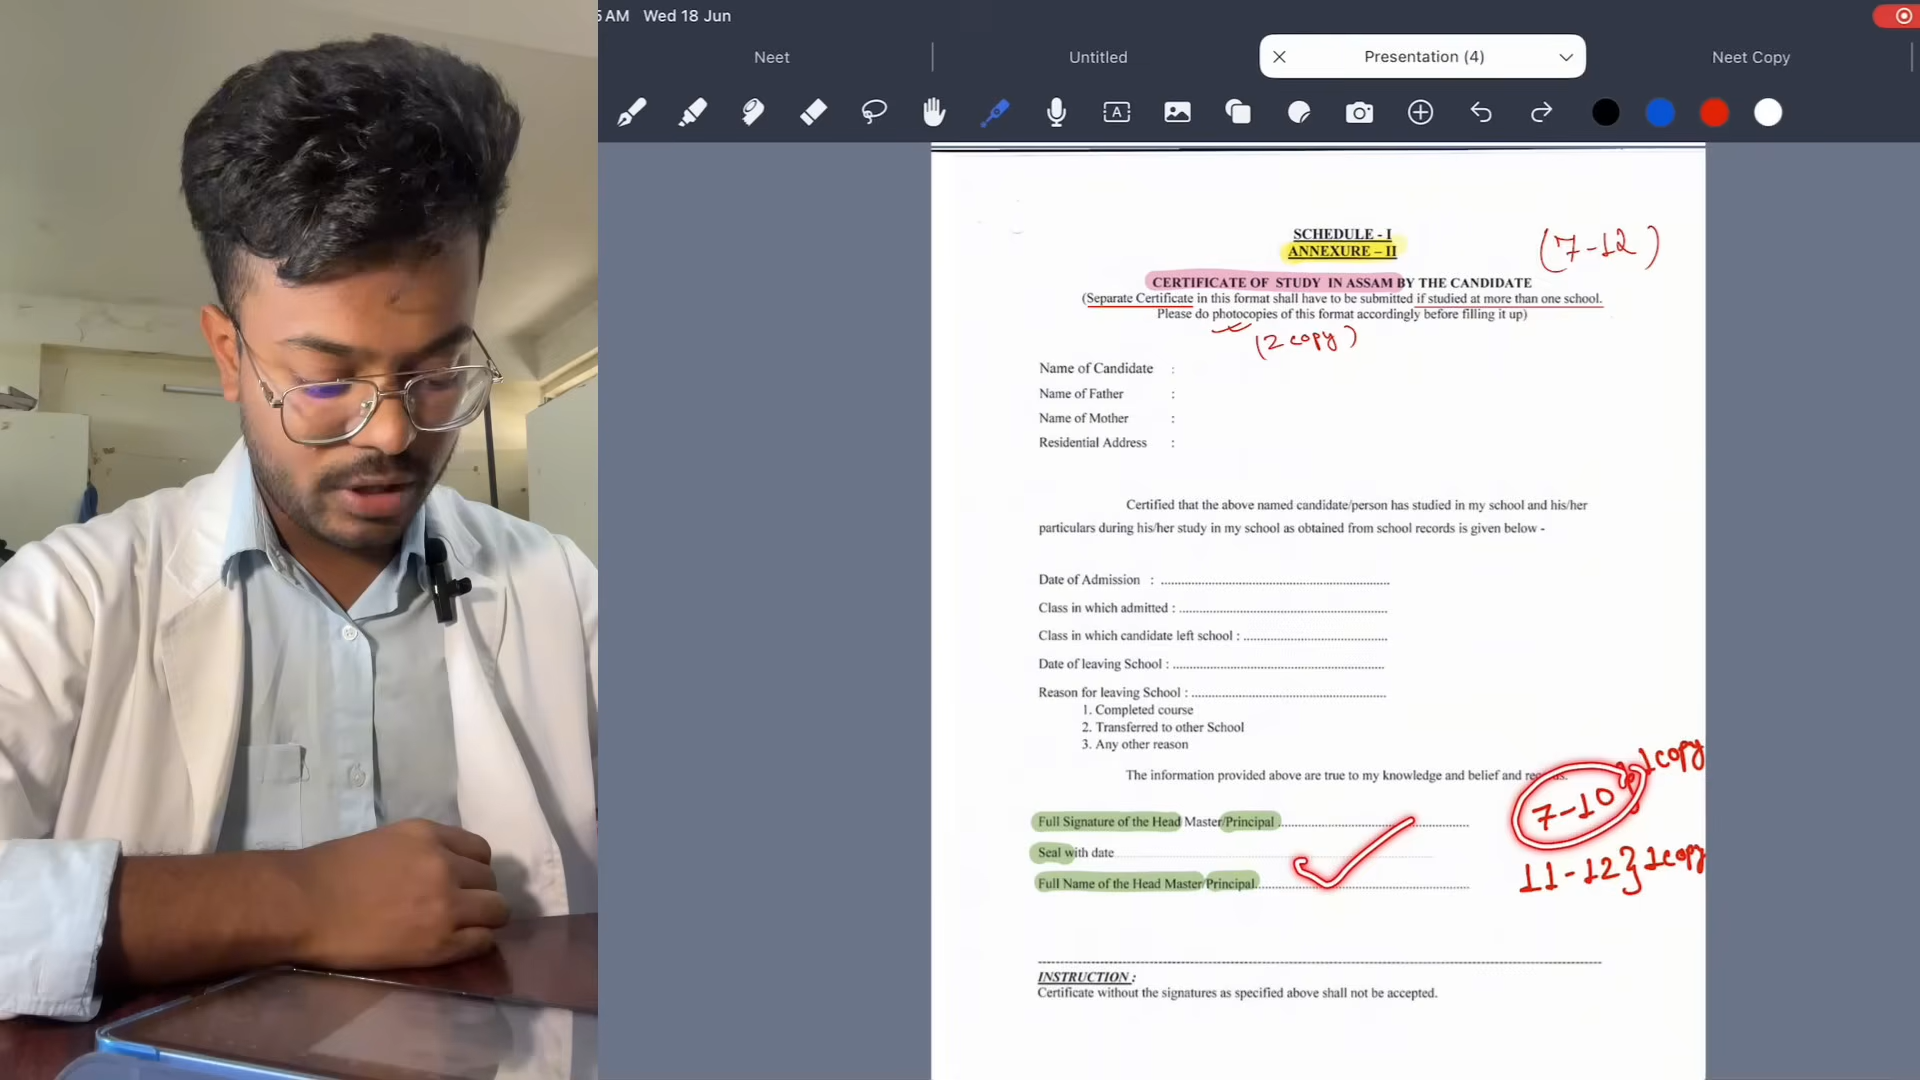 5 AM Wed 18 Jun
Neet
Untitled
Presentation (4)
Neet Copy
A
SCHEDULE - I
ANNEXURE – II
(7-12)
CERTIFICATE OF STUDY IN ASSAM BY THE CANDIDATE
(Separate Certificate in this format shall have to be submitted if studied at more than one school.
Please do photocopies of this format accordingly before filling it up)
(2 copy)
Name of Candidate :
Name of Father :
Name of Mother :
Residential Address :
Certified that the above named candidate/person has studied in my school and his/her
particulars during his/her study in my school as obtained from school records is given below -
Date of Admission : ............................................................
Class in which admitted : ......................................................
Class in which candidate left school : .....................................
Date of leaving School : ......................................................
Reason for leaving School : ..................................................
1. Completed course
2. Transferred to other School
3. Any other reason
The information provided above are true to my knowledge and belief and
7-10} 1 copy
Full Signature of the Head Master/Principal ..................................................
Seal with date................................................................................
Full Name of the Head Master/Principal.......................................................
11-12} 1 copy
INSTRUCTION :
Certificate without the signatures as specified above shall not be accepted.